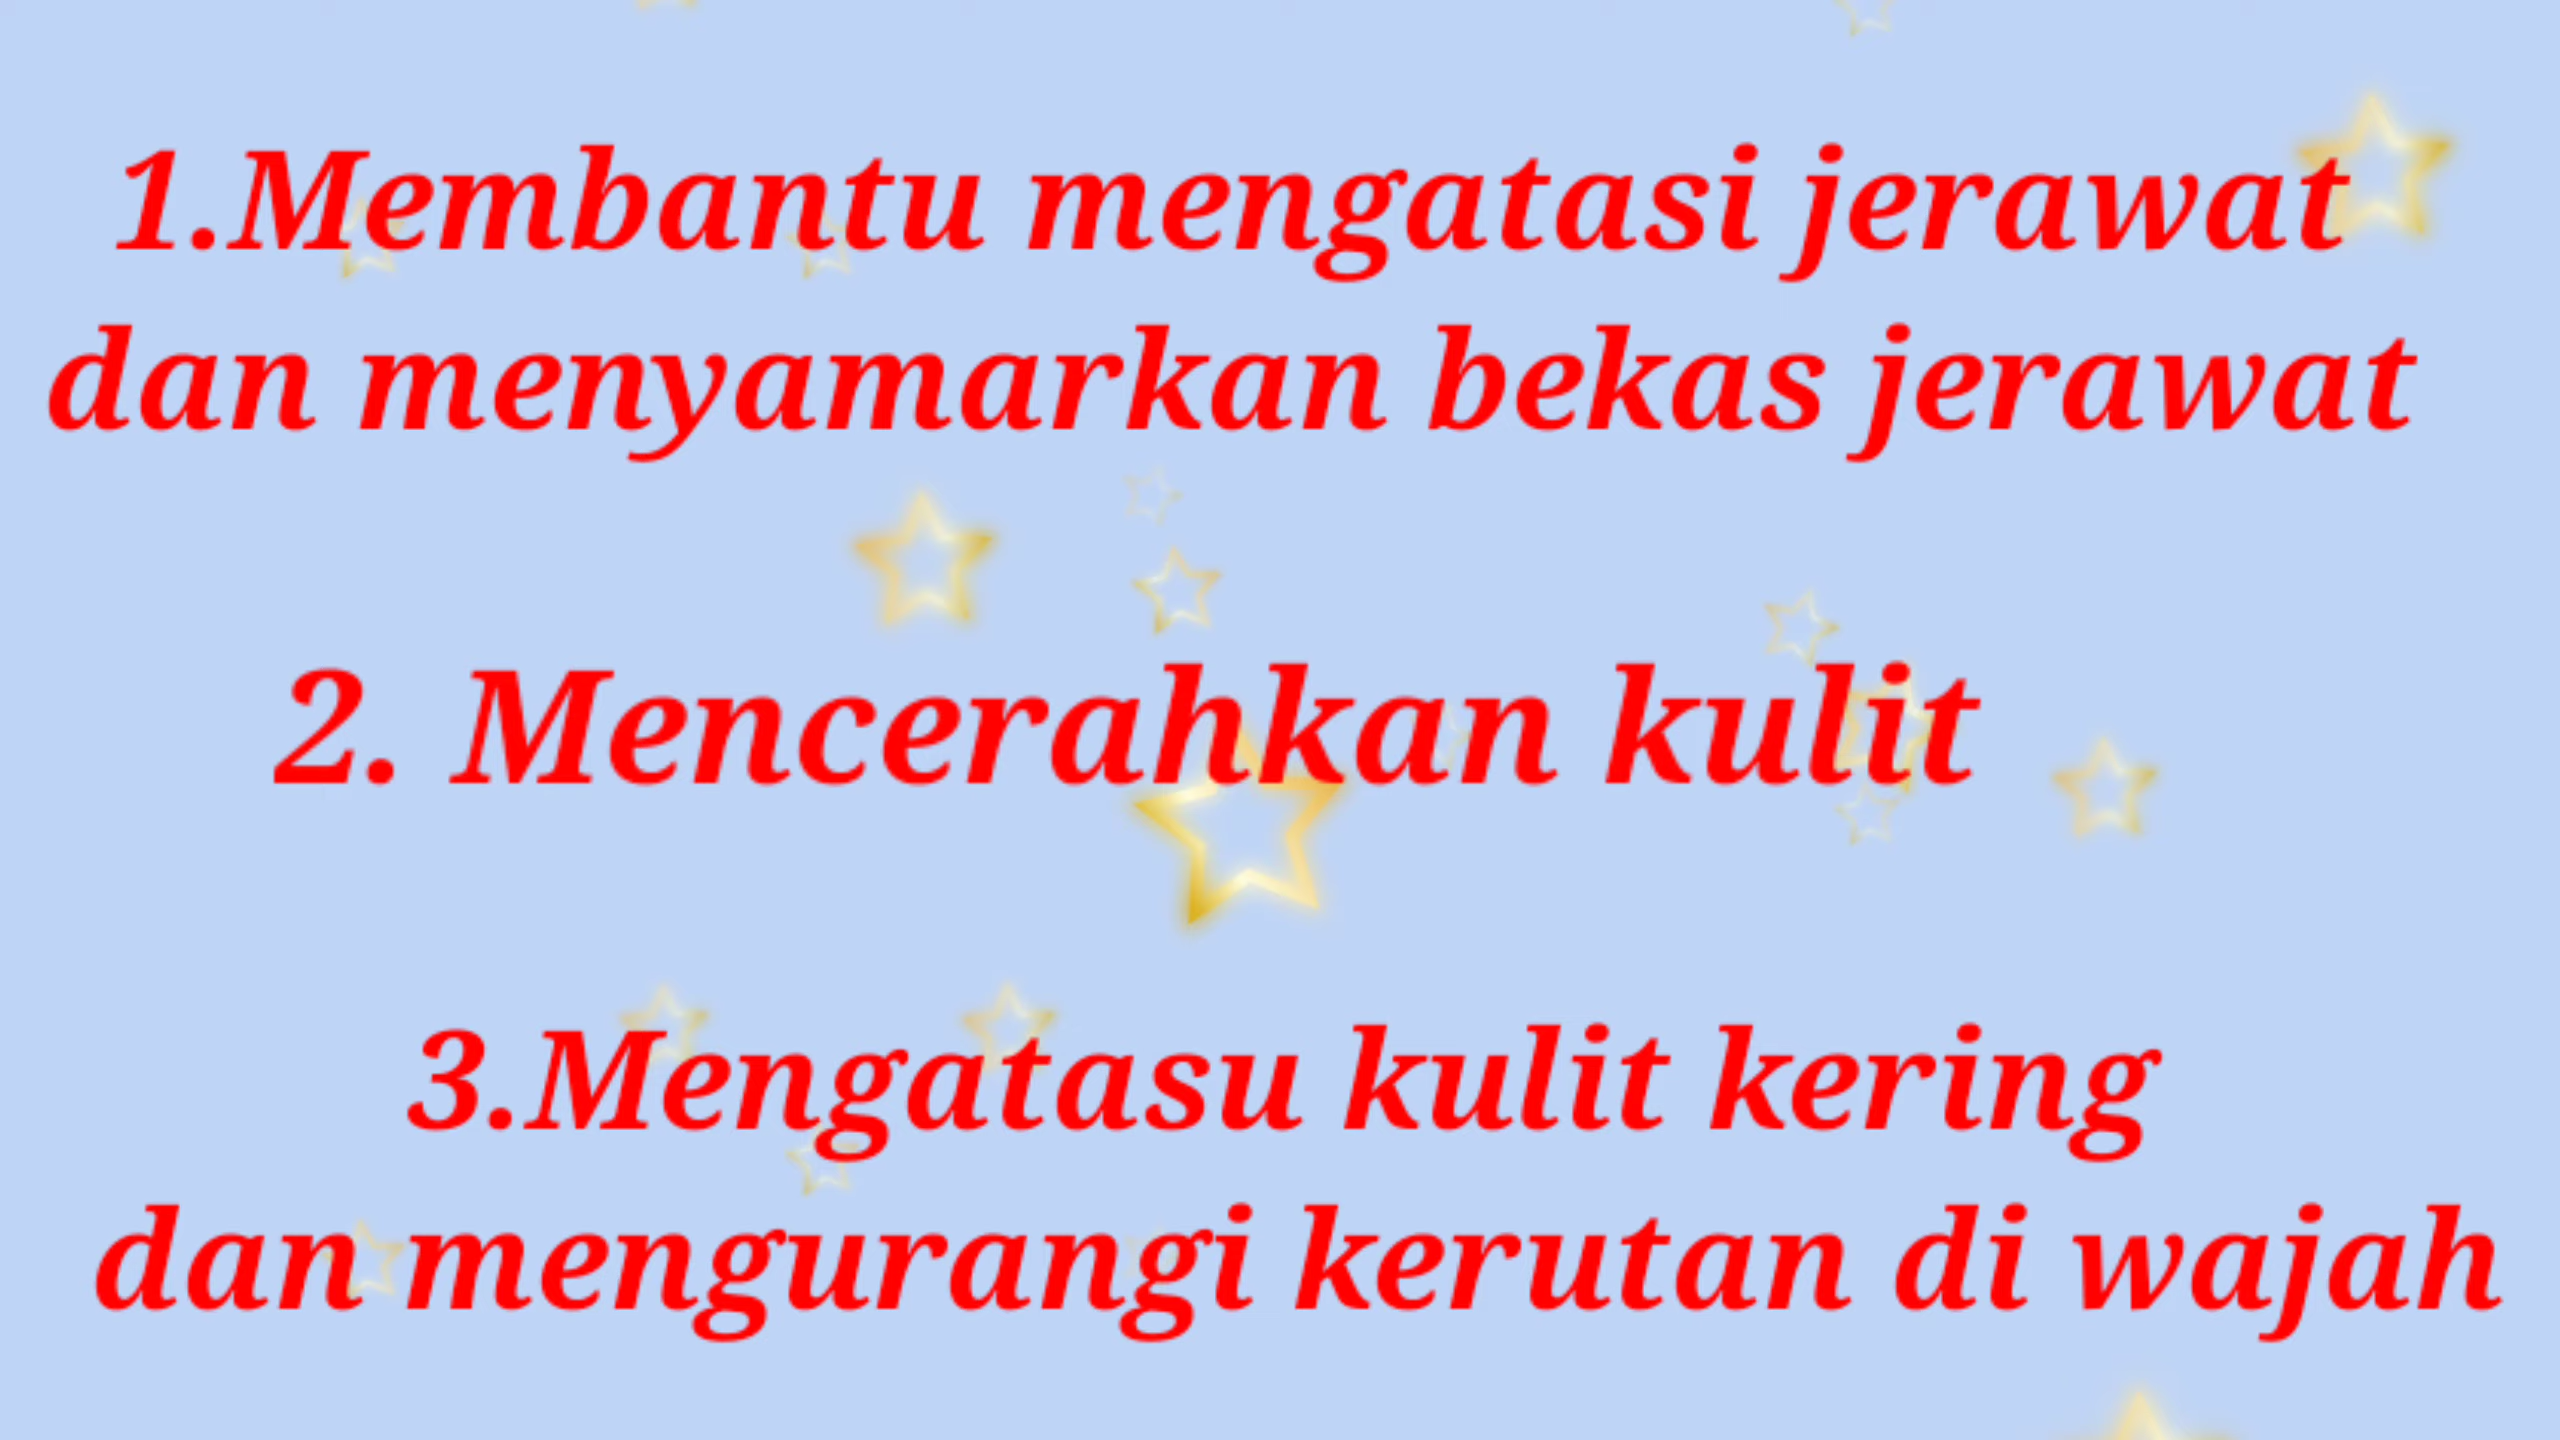 1.Membantu mengatasi jerawat
dan menyamarkan bekas jerawat
2. Mencerahkan kulit
3.Mengatasu kulit kering
dan mengurangi kerutan di wajah